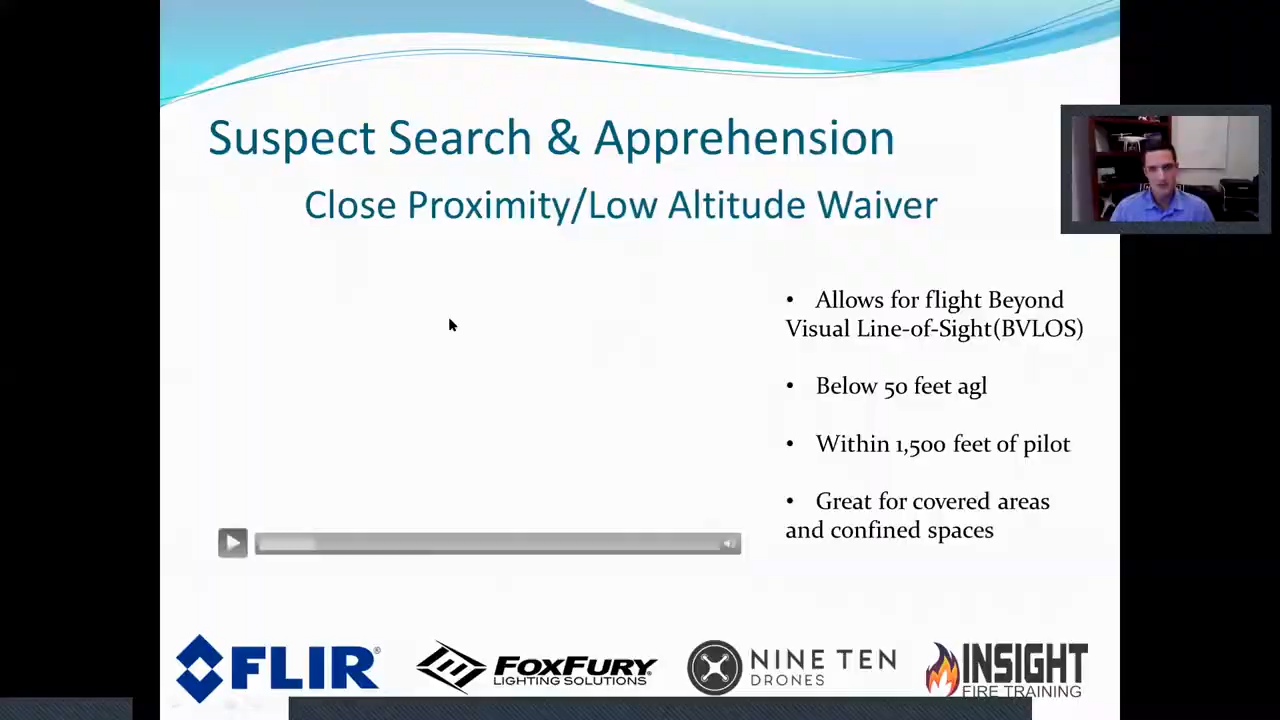 Suspect Search & Apprehension
Close Proximity/Low Altitude Waiver
• Allows for flight Beyond
Visual Line-of-Sight(BVLOS)
• Below 50 feet agl
• Within 1,500 feet of pilot
• Great for covered areas
and confined spaces
FLIR®
FOXFURY
LIGHTING SOLUTIONS
NINE TEN
DRONES
INSIGHT
FIRE TRAINING